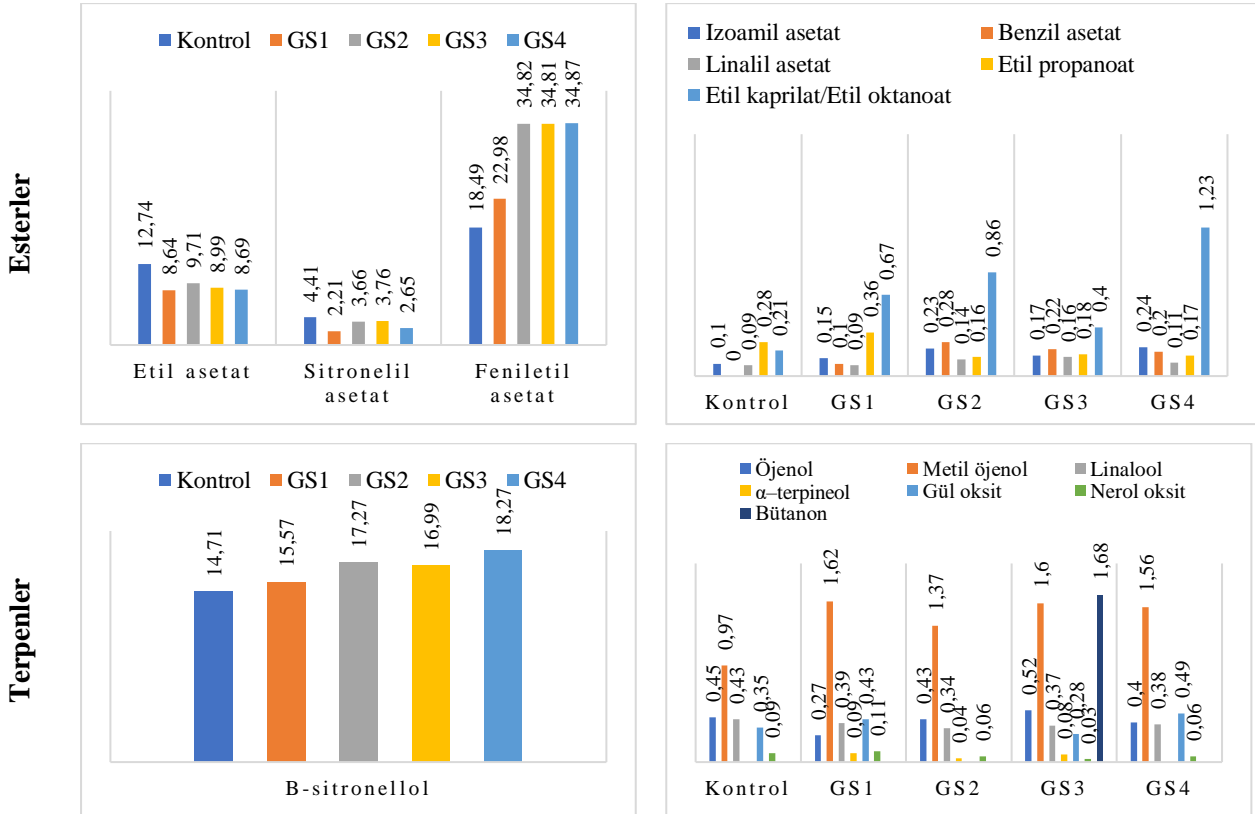 Esterler
Kontrol GS1 GS2 GS3 GS4
12,74 8,64 9,71 8,99 8,69
4,41 2,21 3,66 3,76 2,65
18,49 22,98 34,82 34,81 34,87
Etil asetat Sitronelil Feniletil
asetat asetat
Izoamil asetat Benzil asetat
Linalil asetat Etil propanoat
Etil kaprilat/Etil oktanoat
0,1 0 0,09 0,28 0,21
0,15 0,1 0,09 0,36 0,67
0,23 0,28 0,14 0,16 0,86
0,17 0,22 0,16 0,18 0,4
0,24 0,2 0,11 0,17 1,23
Kontrol GS1 GS2 GS3 GS4
Terpenler
Kontrol GS1 GS2 GS3 GS4
14,71 15,57 17,27 16,99 18,27
B-sitronellol
Öjenol Metil öjenol Linalool
α–terpineol Gül oksit Nerol oksit
Bütanon
0,45 0,97 0,43 0,35 0,09
0,27 1,62 0,39 0,09 0,43 0,11
0,43 1,37 0,34 0,04 0,06
0,52 1,6 0,37 0,08 0,28 0,03 1,68
0,4 1,56 0,38 0,49 0,06
Kontrol GS1 GS2 GS3 GS4